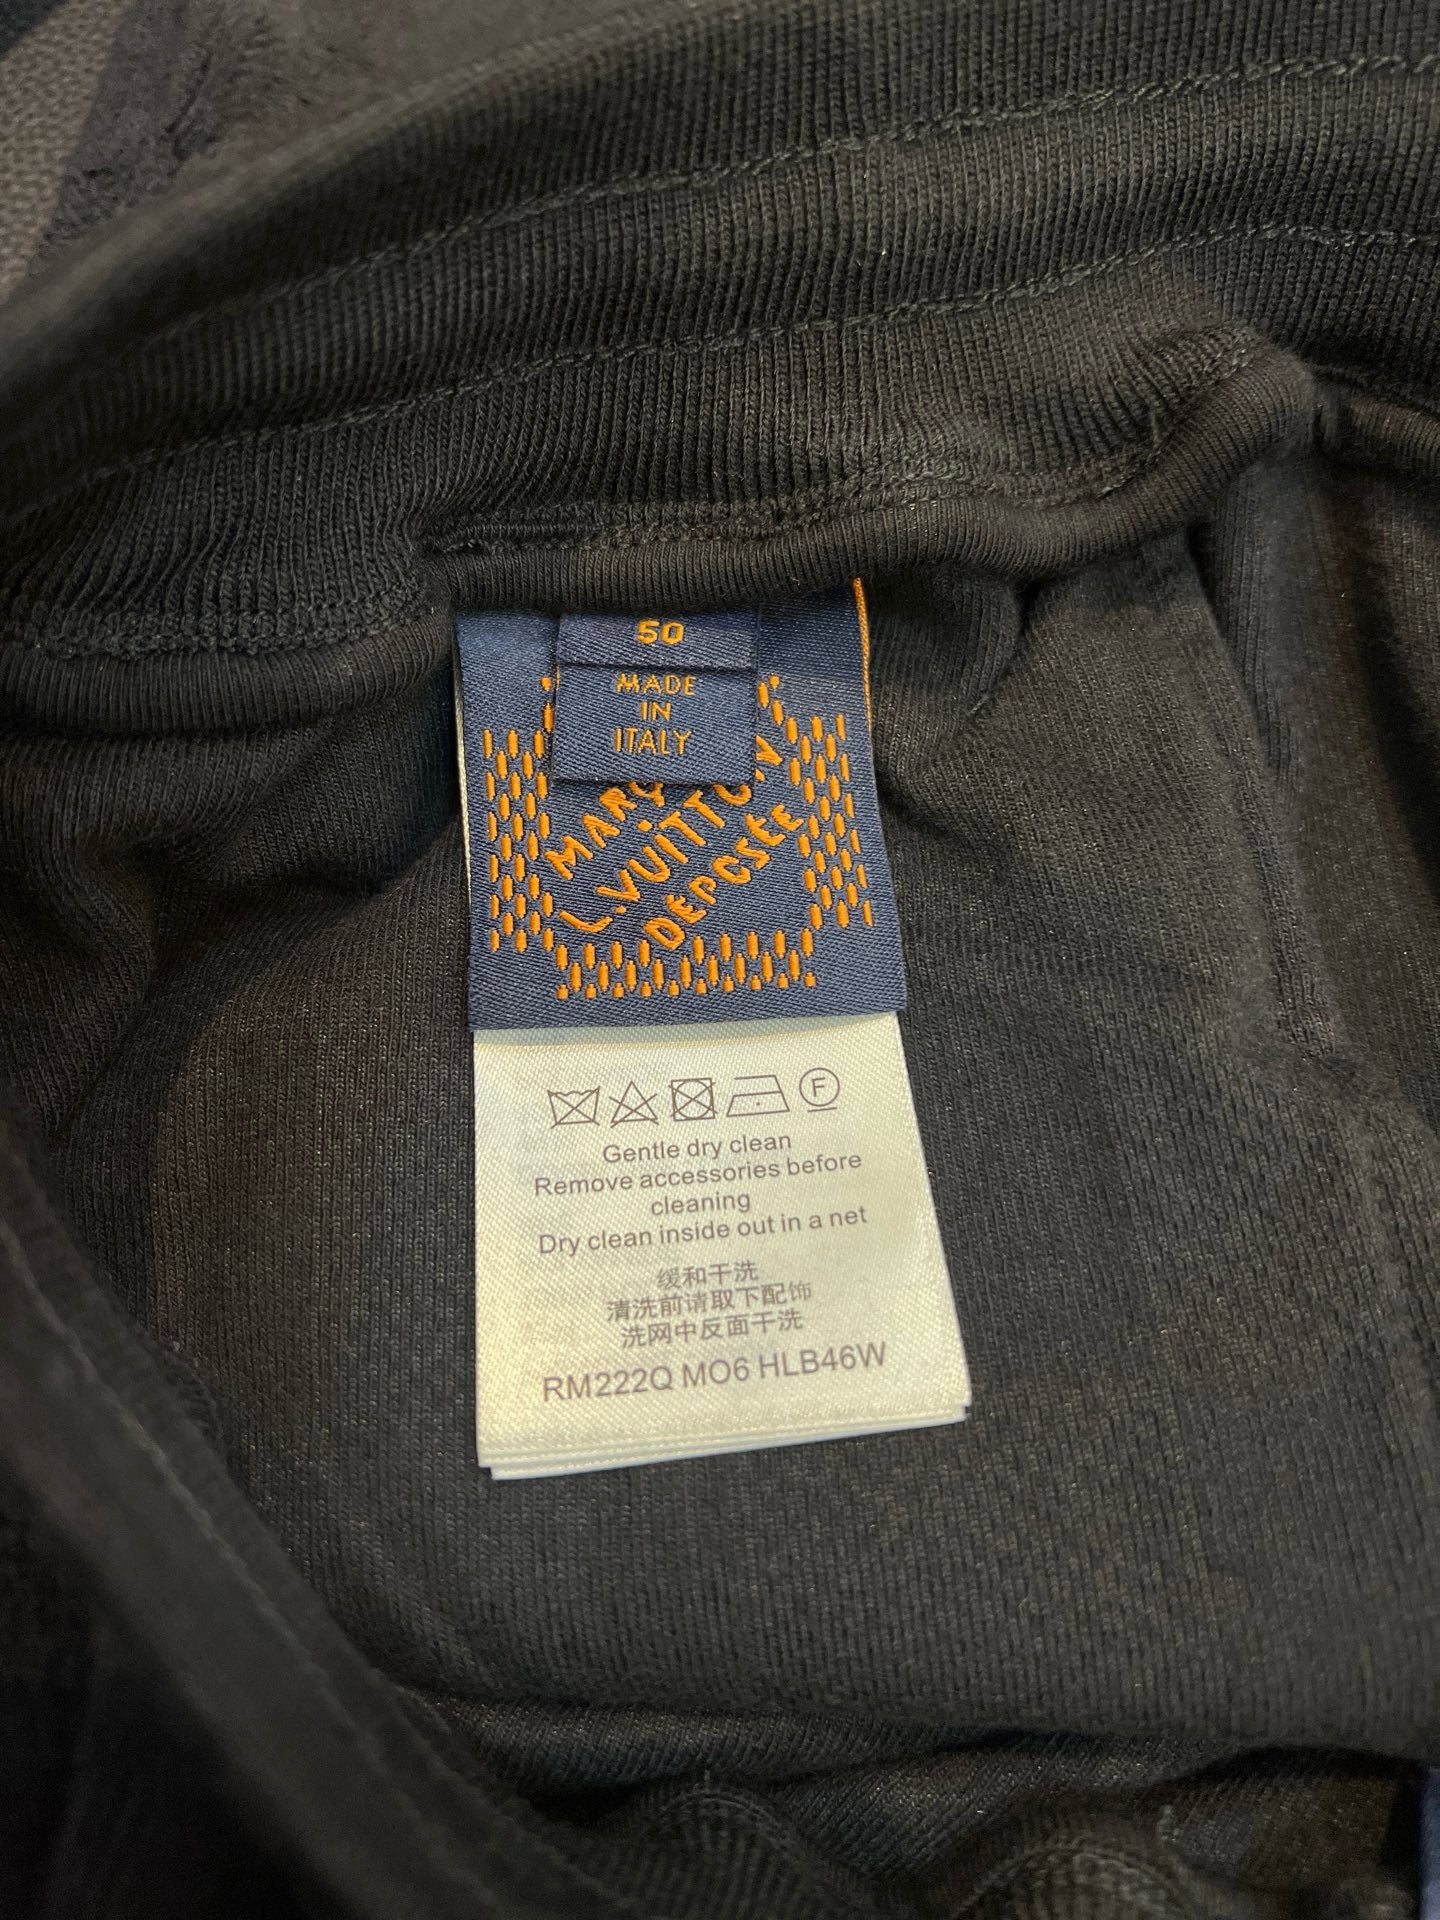 50
MADE
IN
ITALY
L.VUITTON
DÉPOSÉE
F
Gentle dry clean
Remove accessories before
cleaning
Dry clean inside out in a net
缓和干洗
清洗前请取下配饰
洗网中反面干洗
RM222Q MO6 HLB46W